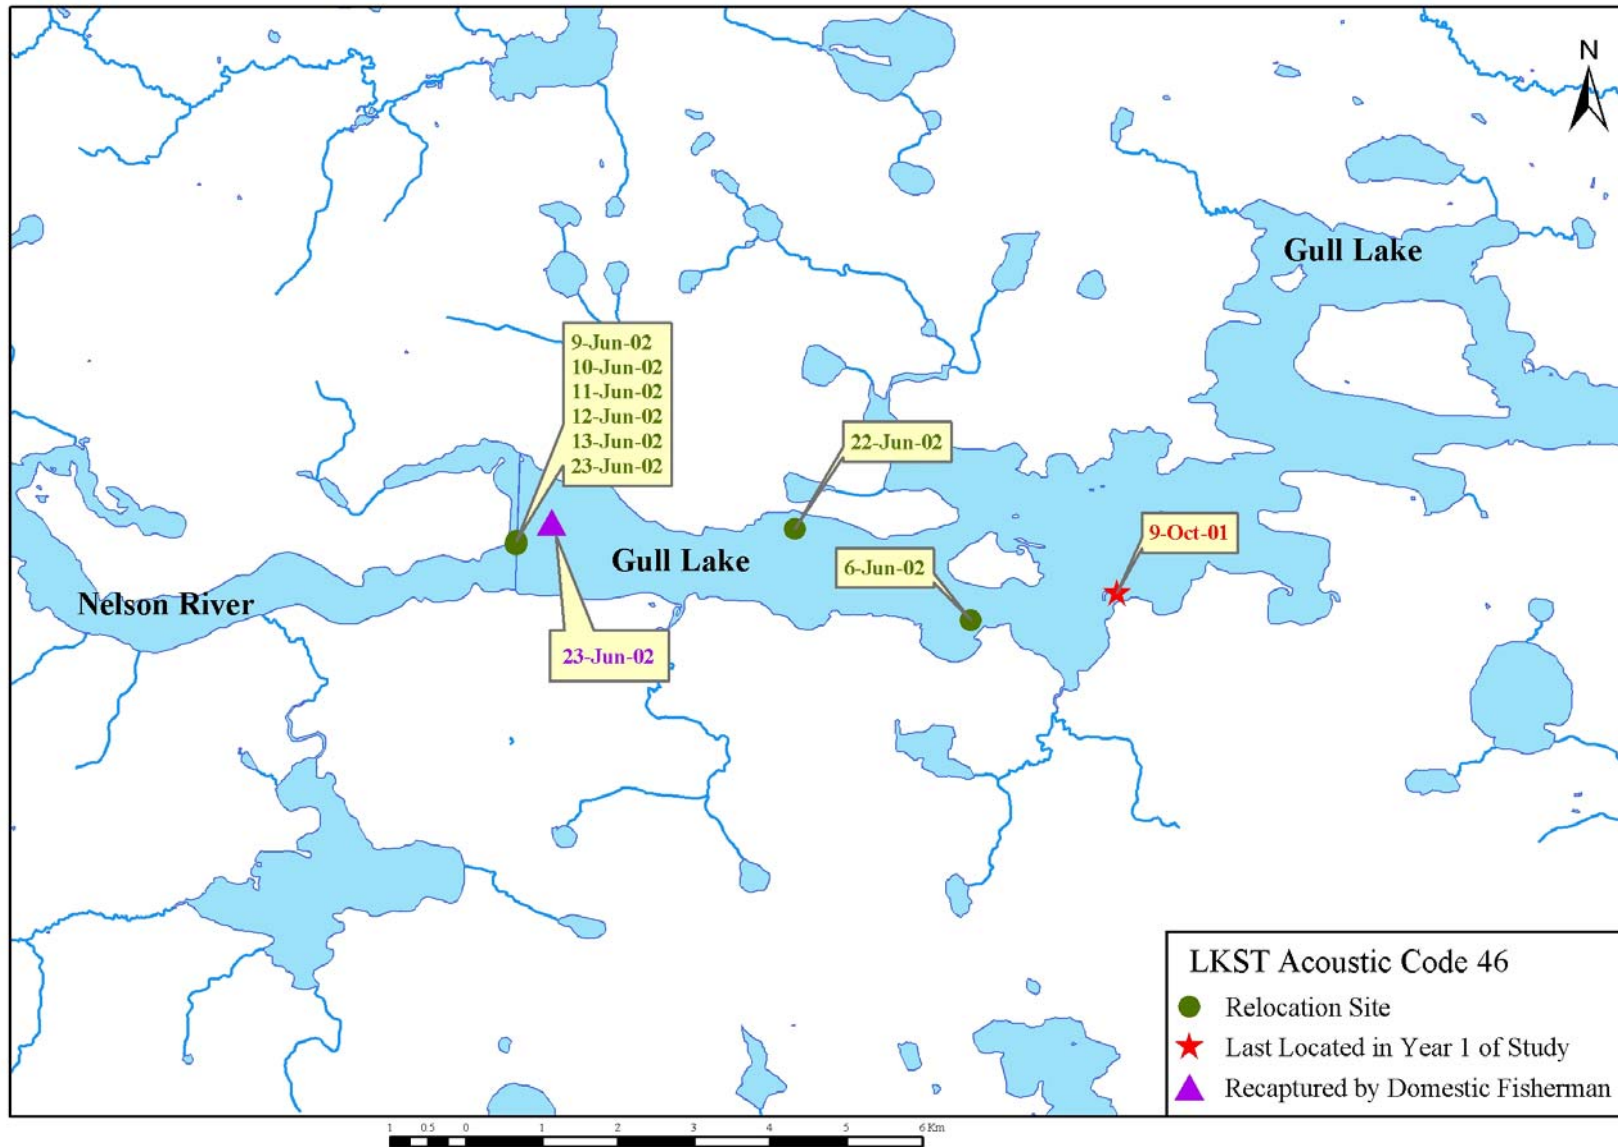 N
Gull Lake
9-Jun-02
10-Jun-02
11-Jun-02
12-Jun-02
13-Jun-02
23-Jun-02
22-Jun-02
9-Oct-01
Gull Lake
6-Jun-02
Nelson River
23-Jun-02
LKST Acoustic Code 46
Relocation Site
Last Located in Year 1 of Study
Recaptured by Domestic Fisherman
1 0.5 0 1 2 3 4 5 6 Km